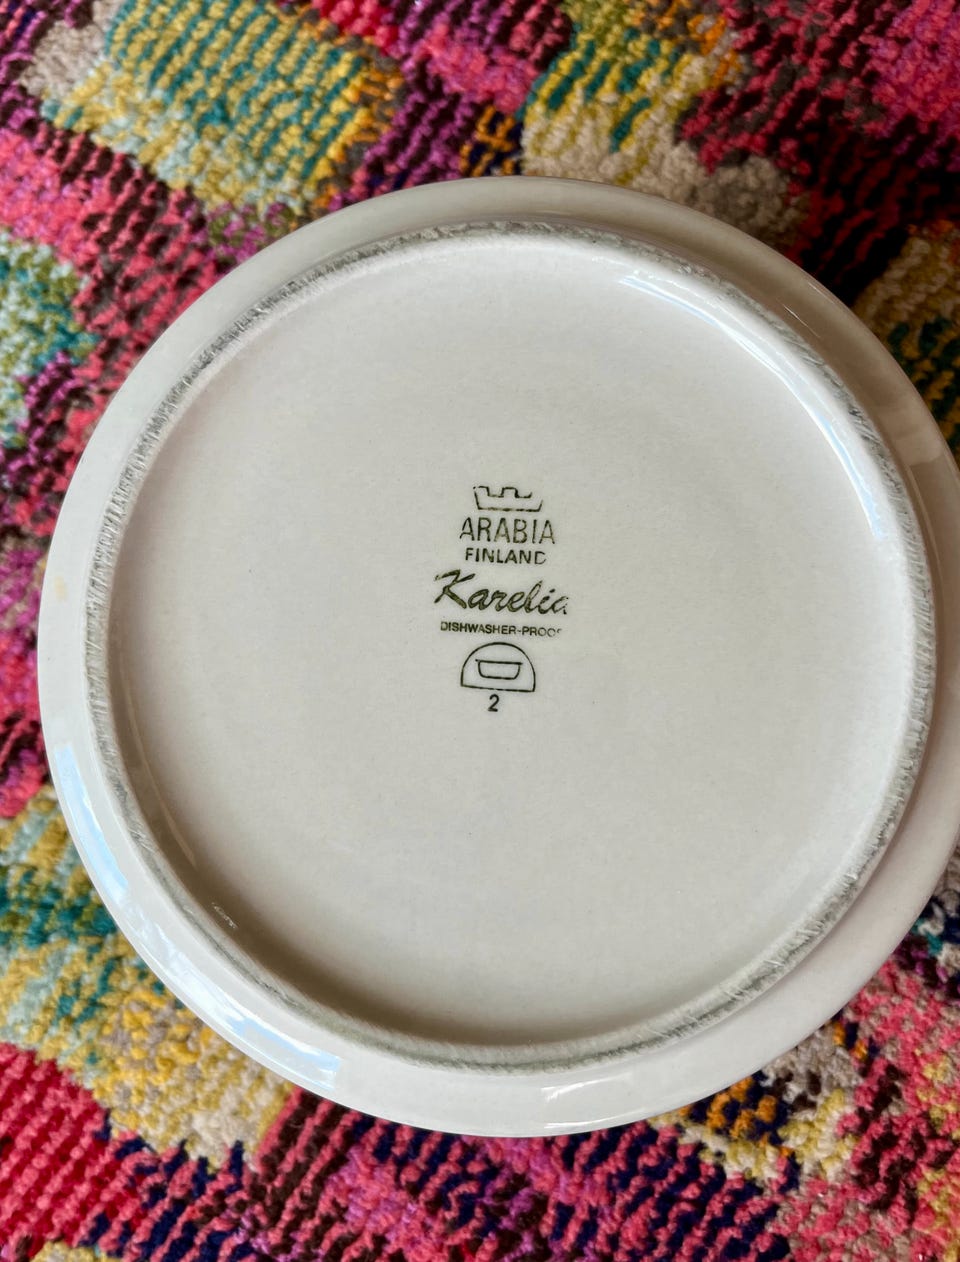 ARABIA
FINLAND
Karelia
DISHWASHER-PROOF
2